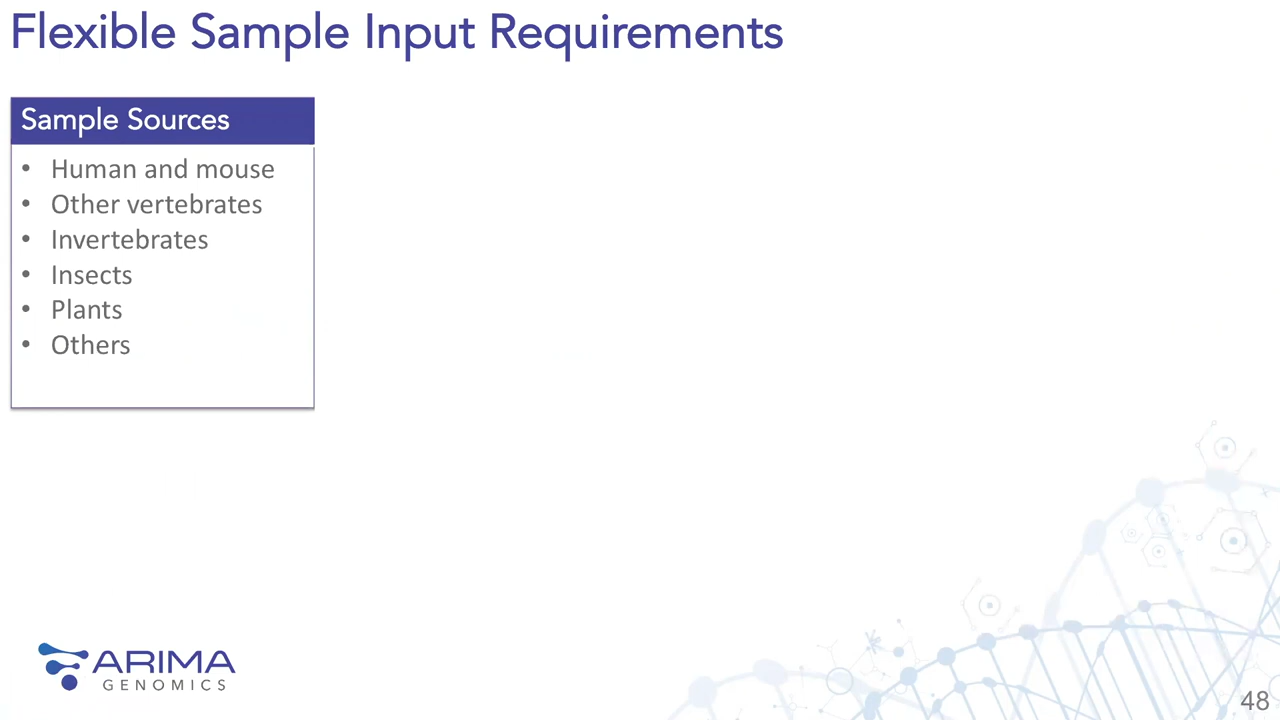 Flexible Sample Input Requirements
Sample Sources
• Human and mouse
• Other vertebrates
• Invertebrates
• Insects
• Plants
• Others
ARIMA
GENOMICS
48